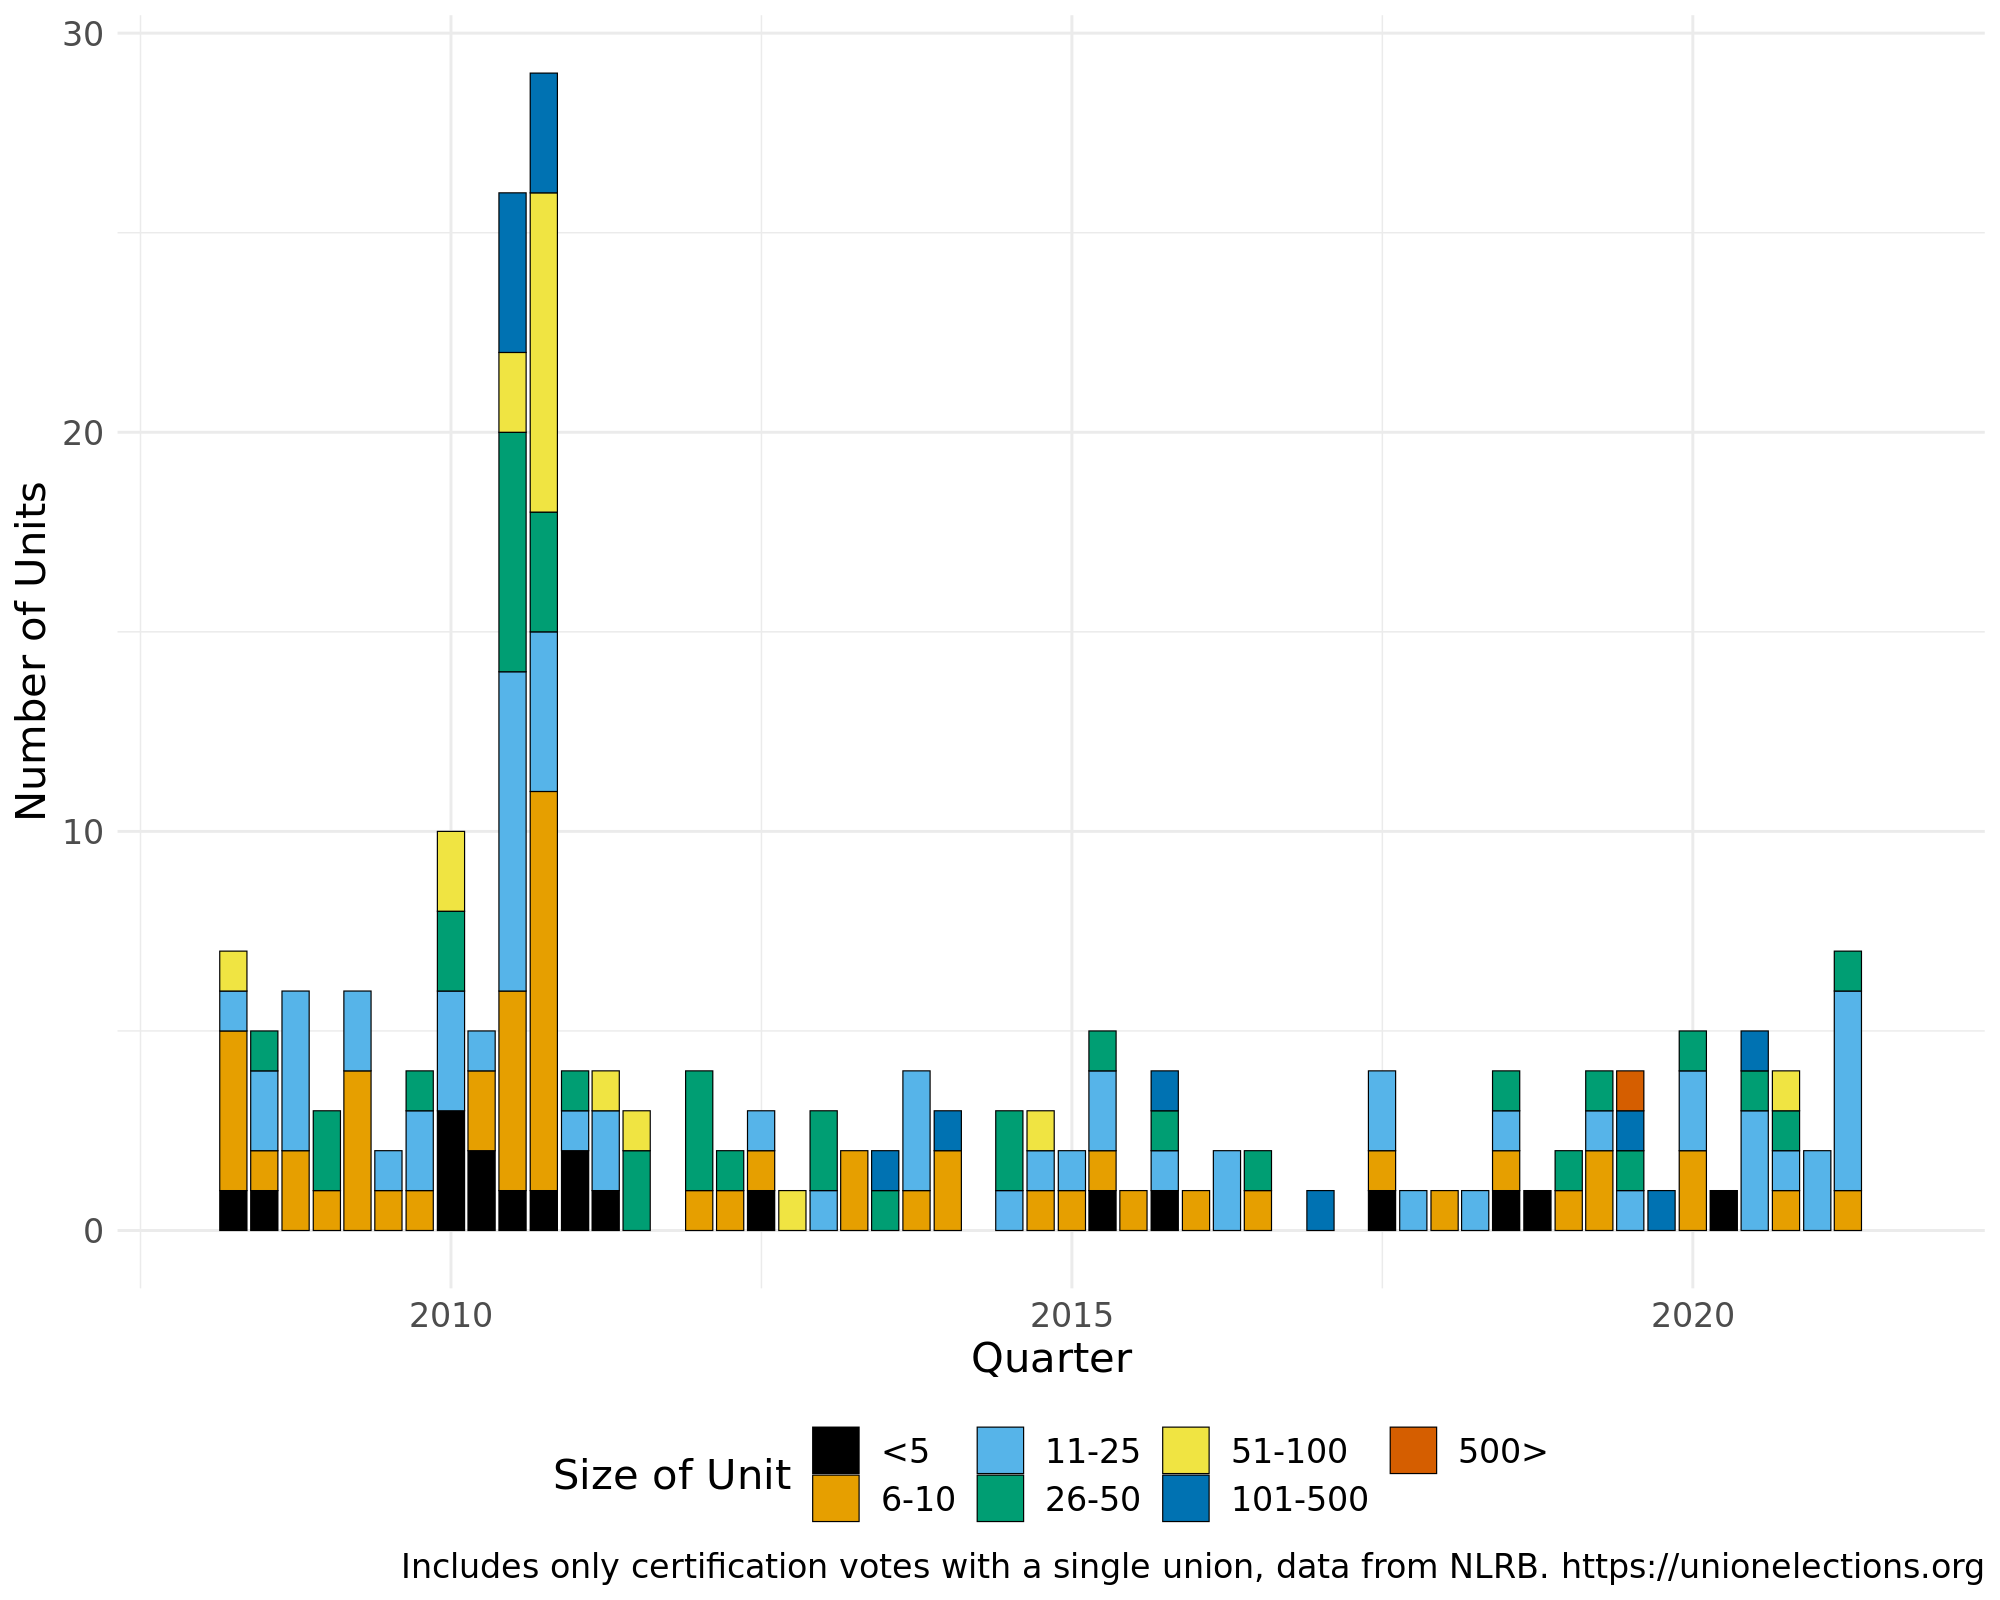 30
20
10
0
Number of Units
2010 2015 2020
Quarter
Size of Unit
<5 11-25 51-100 500>
6-10 26-50 101-500
Includes only certification votes with a single union, data from NLRB. https://unionelections.org